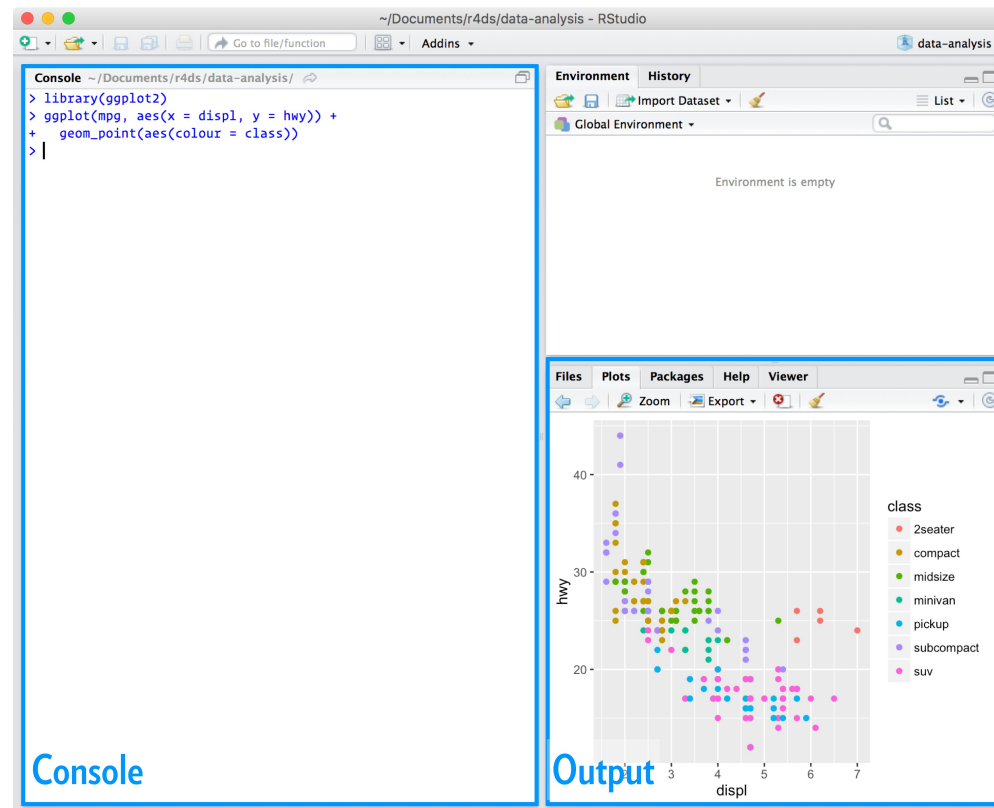 ~/Documents/r4ds/data-analysis - RStudio
Go to file/function
Addins
data-analysis
Console ~/Documents/r4ds/data-analysis/
> library(ggplot2)
> ggplot(mpg, aes(x = displ, y = hwy)) +
+   geom_point(aes(colour = class))
>
Console
Environment History
Import Dataset
List
Global Environment
Environment is empty
Files Plots Packages Help Viewer
Zoom Export
40
30
20
hwy
2 3 4 5 6 7
displ
class
2seater
compact
midsize
minivan
pickup
subcompact
suv
Output